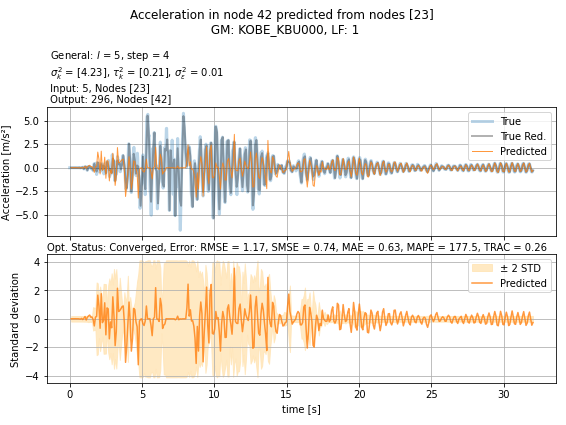 Acceleration in node 42 predicted from nodes [23]
GM: KOBE_KBU000, LF: 1
General: l = 5, step = 4
σ²ₖ = [4.23], τ²ₖ = [0.21], σ²ε = 0.01
Input: 5, Nodes [23]
Output: 296, Nodes [42]
Acceleration [m/s²]
5.0
2.5
0.0
−2.5
−5.0
True
True Red.
Predicted
Opt. Status: Converged, Error: RMSE = 1.17, SMSE = 0.74, MAE = 0.63, MAPE = 177.5, TRAC = 0.26
Standard deviation
4
2
0
−2
−4
± 2 STD
Predicted
0 5 10 15 20 25 30
time [s]